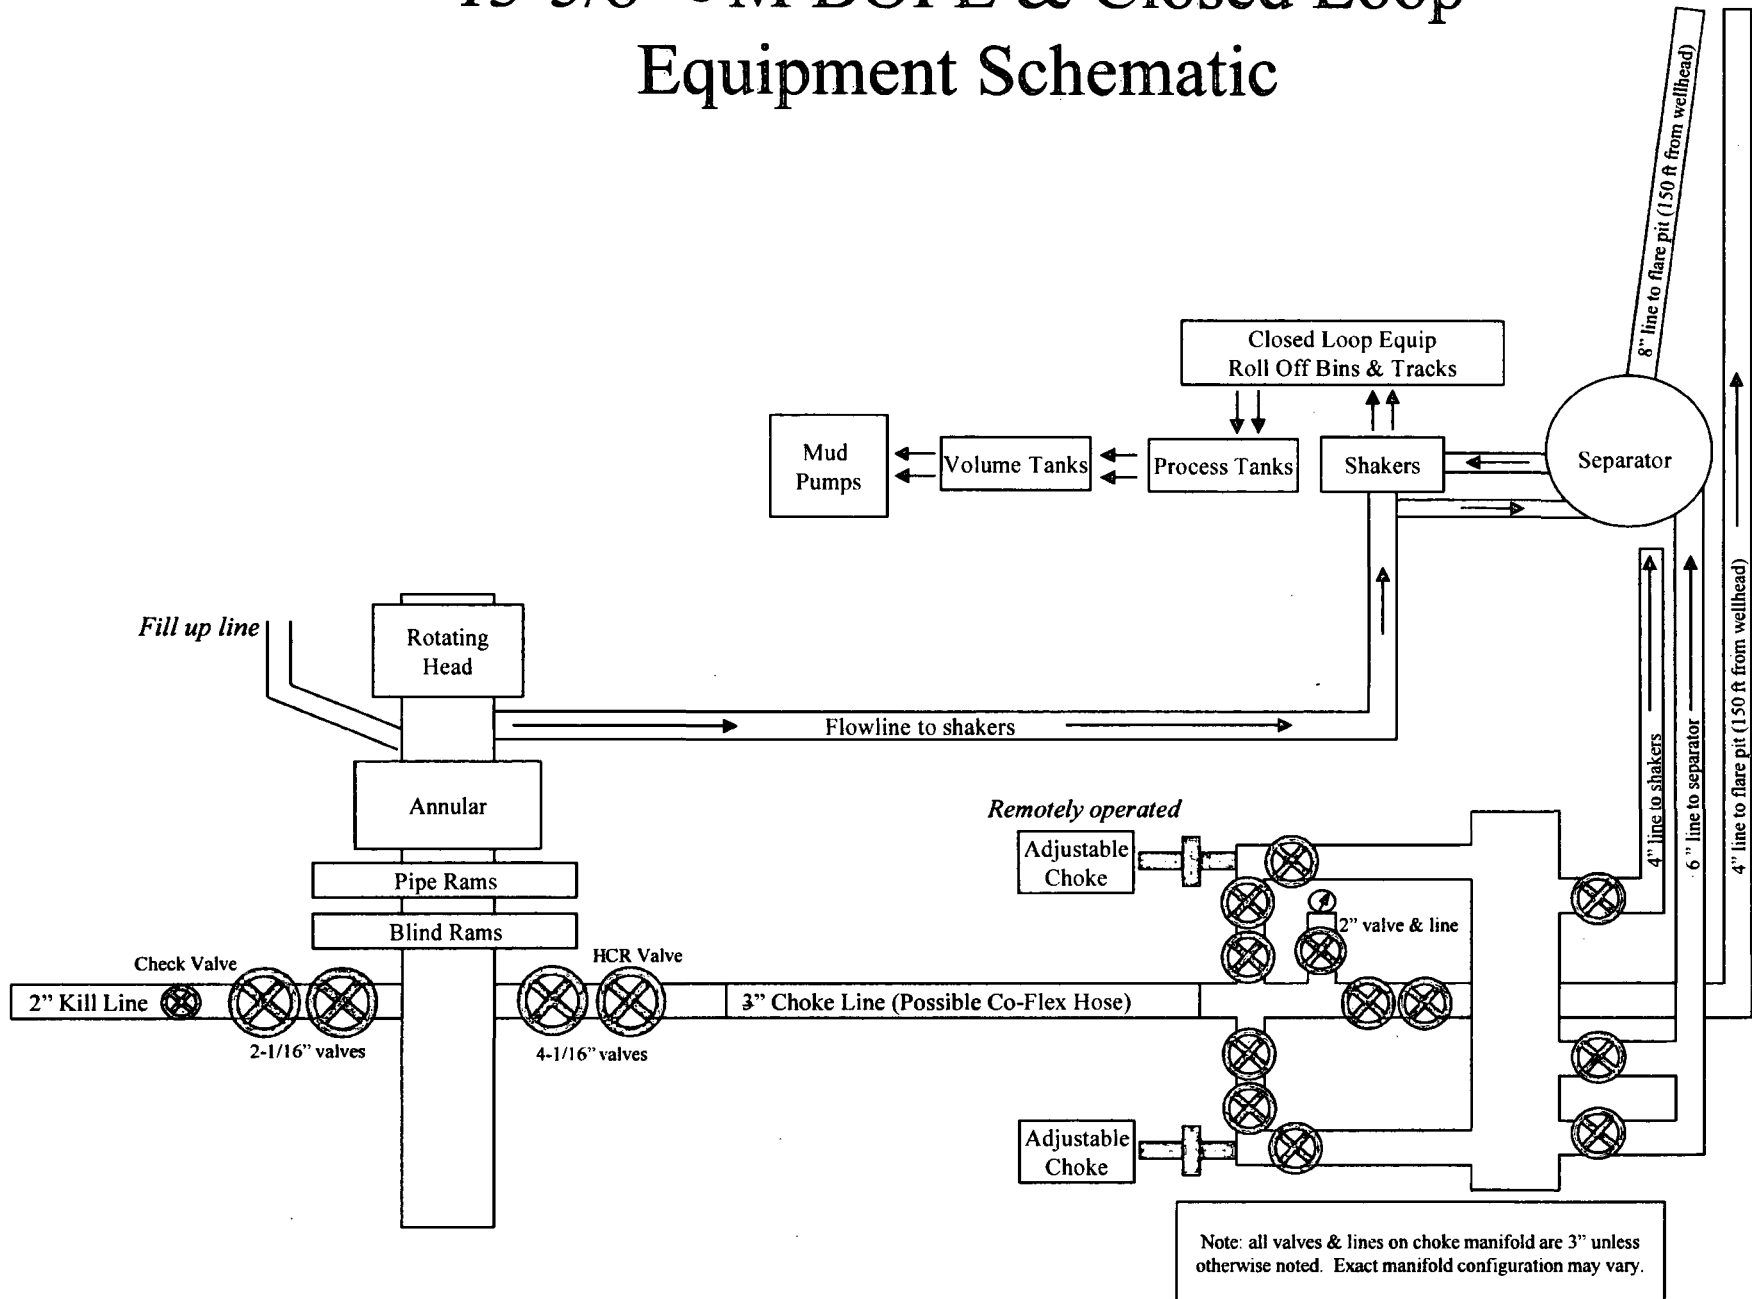 BOPE & Closed Loop
Equipment Schematic
8” line to flare pit (150 ft from wellhead)
Closed Loop Equip
Roll Off Bins & Tracks
Mud
Pumps
Volume Tanks
Process Tanks
Shakers
Separator
Fill up line
Rotating
Head
Flowline to shakers
4” line to shakers
6 ” line to separator
4” line to flare pit (150 ft from wellhead)
Annular
Remotely operated
Adjustable
Choke
Pipe Rams
Blind Rams
2” valve & line
Check Valve
HCR Valve
2” Kill Line
3” Choke Line (Possible Co-Flex Hose)
2-1/16” valves
4-1/16” valves
Adjustable
Choke
Note: all valves & lines on choke manifold are 3” unless
otherwise noted. Exact manifold configuration may vary.